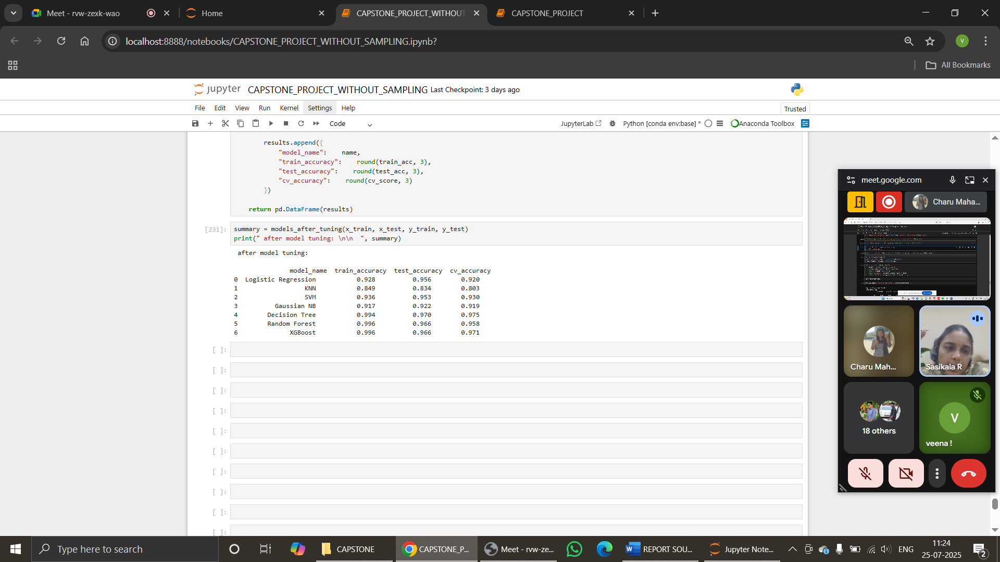 Meet - rvw-zexk-wao
Home
CAPSTONE_PROJECT_WITHOUT
CAPSTONE_PROJECT
localhost:8888/notebooks/CAPSTONE_PROJECT_WITHOUT_SAMPLING.ipynb?
V
All Bookmarks
jupyter CAPSTONE_PROJECT_WITHOUT_SAMPLING Last Checkpoint: 3 days ago
File Edit View Run Kernel Settings Help
Trusted
Code
JupyterLab
Python [conda env:base] *
Anaconda Toolbox
results.append({
"model_name": name,
"train_accuracy": round(train_acc, 3),
"test_accuracy": round(test_acc, 3),
"cv_accuracy": round(cv_score, 3)
})
return pd.DataFrame(results)
[231]: summary = models_after_tuning(x_train, x_test, y_train, y_test)
print(" after model tuning: \n\n  ", summary)
after model tuning:
model_name train_accuracy test_accuracy cv_accuracy
0 Logistic Regression 0.928 0.956 0.920
1 KNN 0.849 0.834 0.803
2 SVM 0.936 0.953 0.930
3 Gaussian NB 0.917 0.922 0.919
4 Decision Tree 0.994 0.970 0.975
5 Random Forest 0.996 0.966 0.958
6 XGBoost 0.996 0.966 0.971
[ ]:
[ ]:
[ ]:
[ ]:
[ ]:
[ ]:
[ ]:
[ ]:
[ ]:
[ ]:
meet.google.com
Charu Maha...
Charu Mah...
Sasikala R
18 others
V
veena !
Type here to search
CAPSTONE
CAPSTONE_P...
Meet - rvw-ze...
REPORT SOU...
Jupyter Note...
ENG
11:24
25-07-2025
2